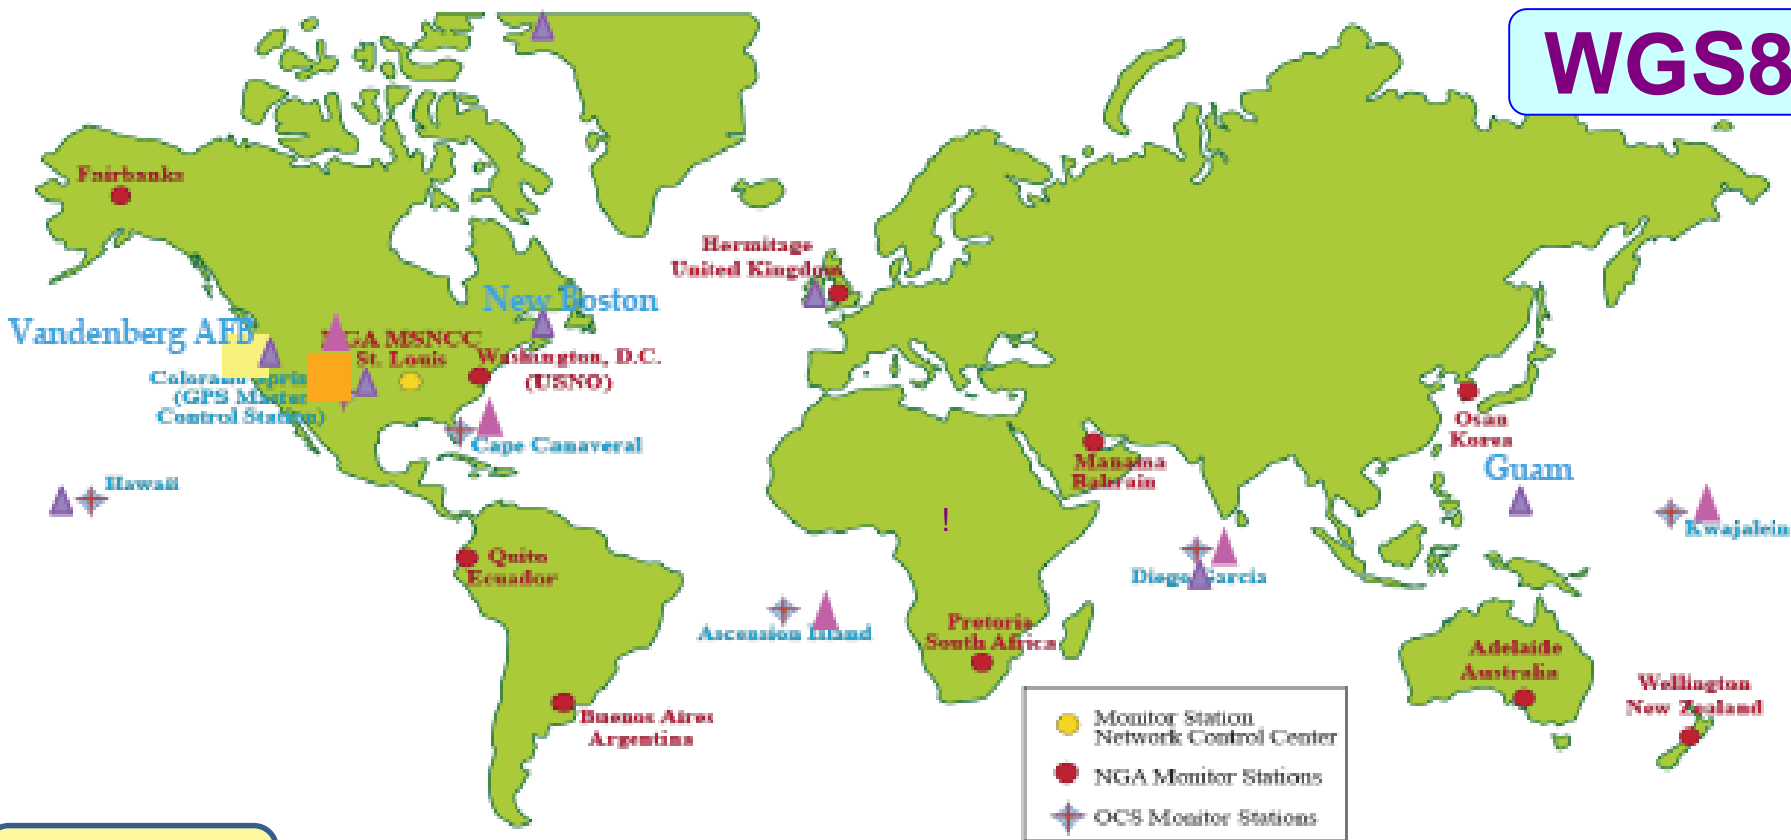 WGS8
Fairbanks
Hermitage
United Kingdom
New Boston
Vandenberg AFB
NGA MSNCC
St. Louis
Washington, D.C.
(USNO)
Colorado Sprin
(GPS Master
Control Station)
Cape Canaveral
Hawaii
Osan
Korea
Manama
Bahrain
Guam
Kwajalein
!
Quito
Ecuador
Diego Garcia
Ascension Island
Pretoria
South Africa
Adelaide
Australia
Wellington
New Zealand
Buenos Aires
Argentina
Monitor Station
Network Control Center
NGA Monitor Stations
OCS Monitor Stations